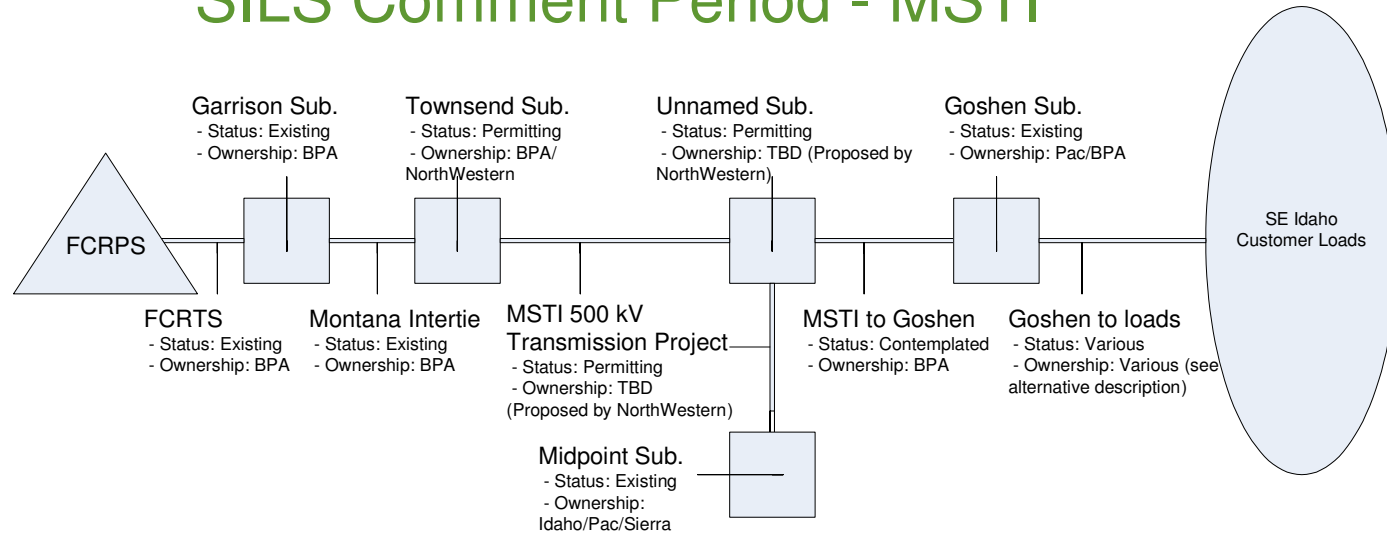 SILS Comment Period - MSTI
Garrison Sub.
- Status: Existing
- Ownership: BPA
Townsend Sub.
- Status: Permitting
- Ownership: BPA/
NorthWestern
Unnamed Sub.
- Status: Permitting
- Ownership: TBD (Proposed by
NorthWestern)
Goshen Sub.
- Status: Existing
- Ownership: Pac/BPA
FCRPS
SE Idaho
Customer Loads
FCRTS
- Status: Existing
- Ownership: BPA
Montana Intertie
- Status: Existing
- Ownership: BPA
MSTI 500 kV
Transmission Project
- Status: Permitting
- Ownership: TBD
(Proposed by NorthWestern)
MSTI to Goshen
- Status: Contemplated
- Ownership: BPA
Goshen to loads
- Status: Various
- Ownership: Various (see
alternative description)
Midpoint Sub.
- Status: Existing
- Ownership:
Idaho/Pac/Sierra